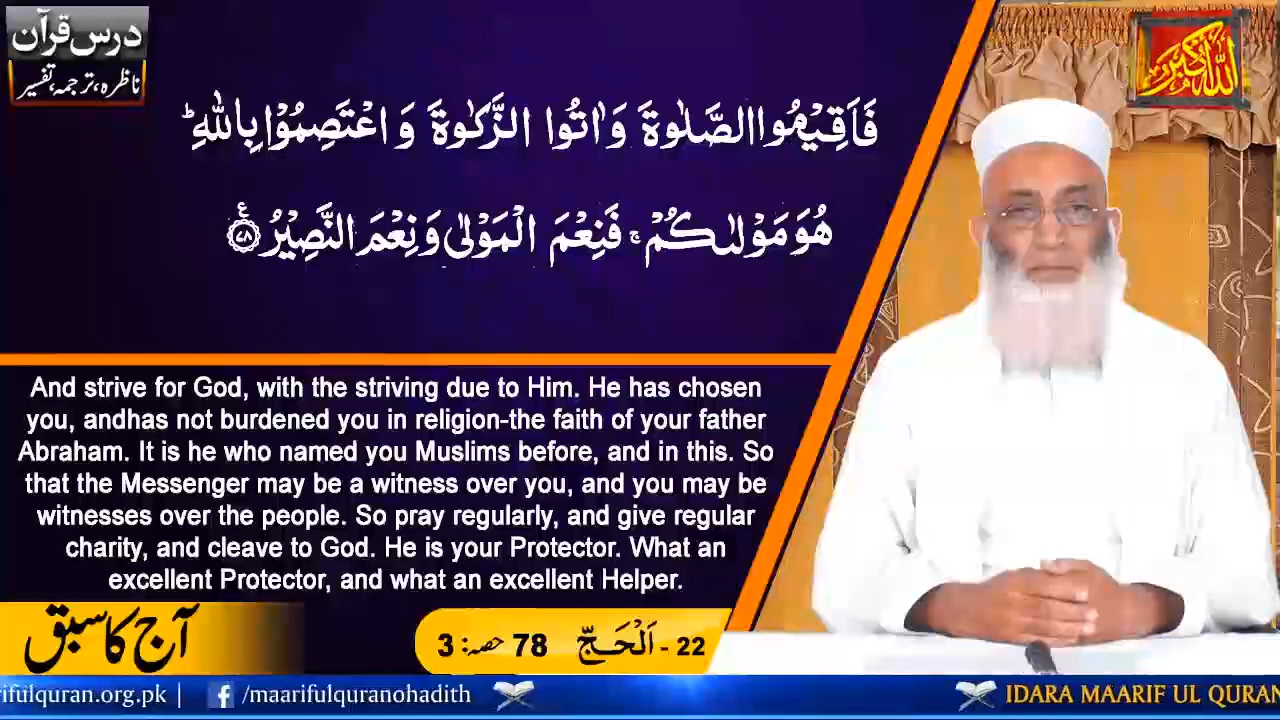 درس قرآن
ناظرہ، ترجمہ، تفسیر
اللہ اکبر
فَاَقِيْمُوا الصَّلٰوةَ وَاٰتُوا الزَّكٰوةَ وَ اعْتَصِمُوْا بِاللّٰهِ ؕ
هُوَ مَوْلٰىكُمْ ۚ فَنِعْمَ الْمَوْلٰى وَ نِعْمَ النَّصِيْرُ ۧ﴿۷۸﴾
And strive for God, with the striving due to Him. He has chosen
you, andhas not burdened you in religion-the faith of your father
Abraham. It is he who named you Muslims before, and in this. So
that the Messenger may be a witness over you, and you may be
witnesses over the people. So pray regularly, and give regular
charity, and cleave to God. He is your Protector. What an
excellent Protector, and what an excellent Helper.
آج کا سبق
22 - اَلْحَجّ 78 حصہ: 3
ifulquran.org.pk | /maarifulquranohadith IDARA MAARIF UL QURAN